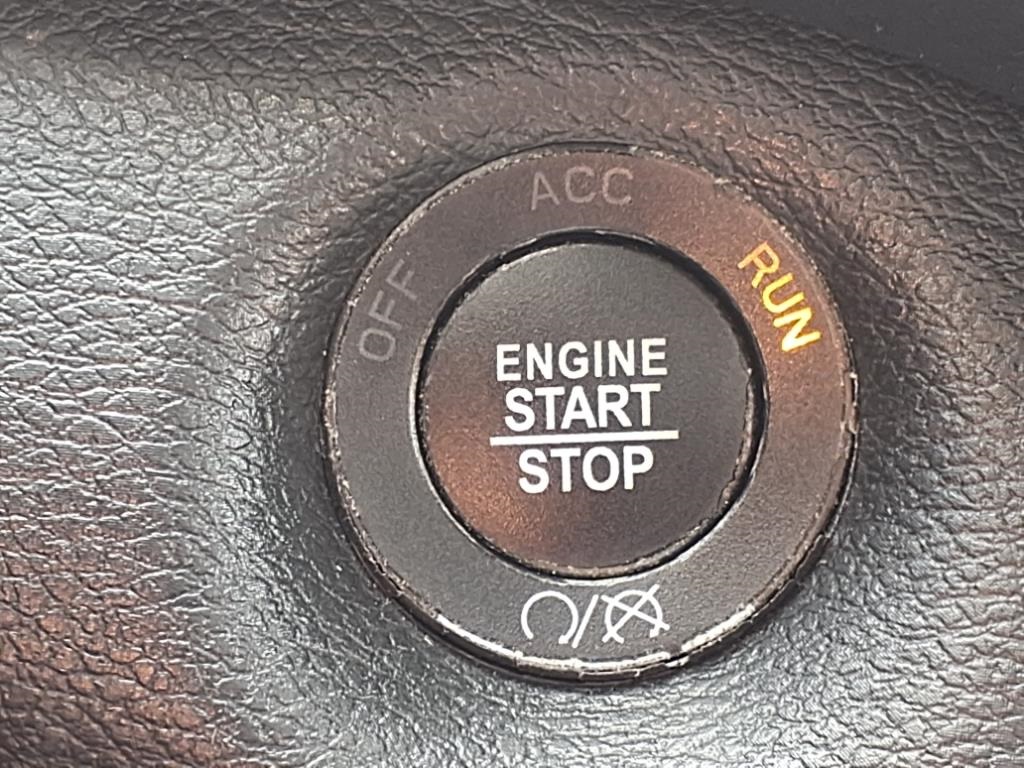 ACC
OFF
RUN
ENGINE
START
STOP